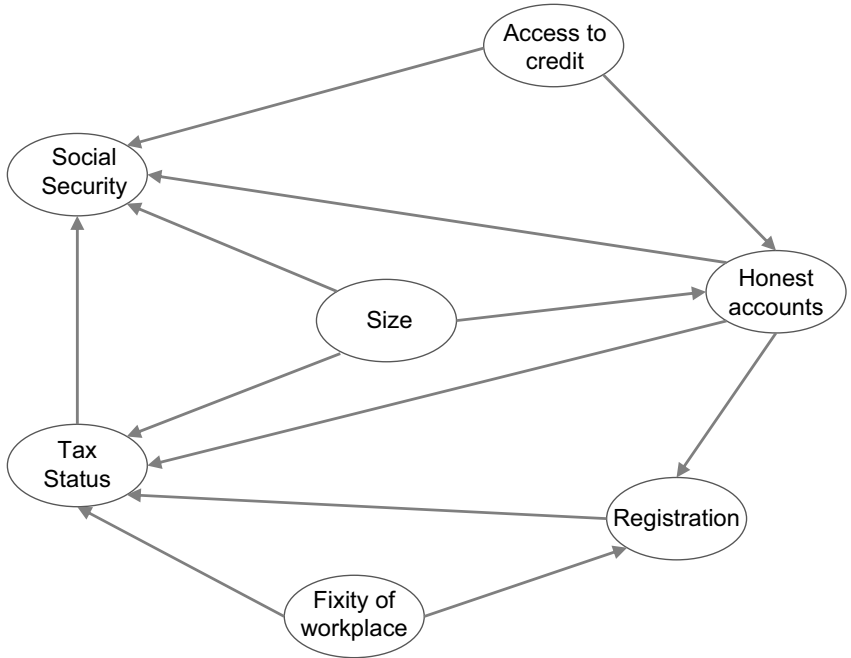 Access to
credit
Social
Security
Honest
accounts
Size
Tax
Status
Registration
Fixity of
workplace